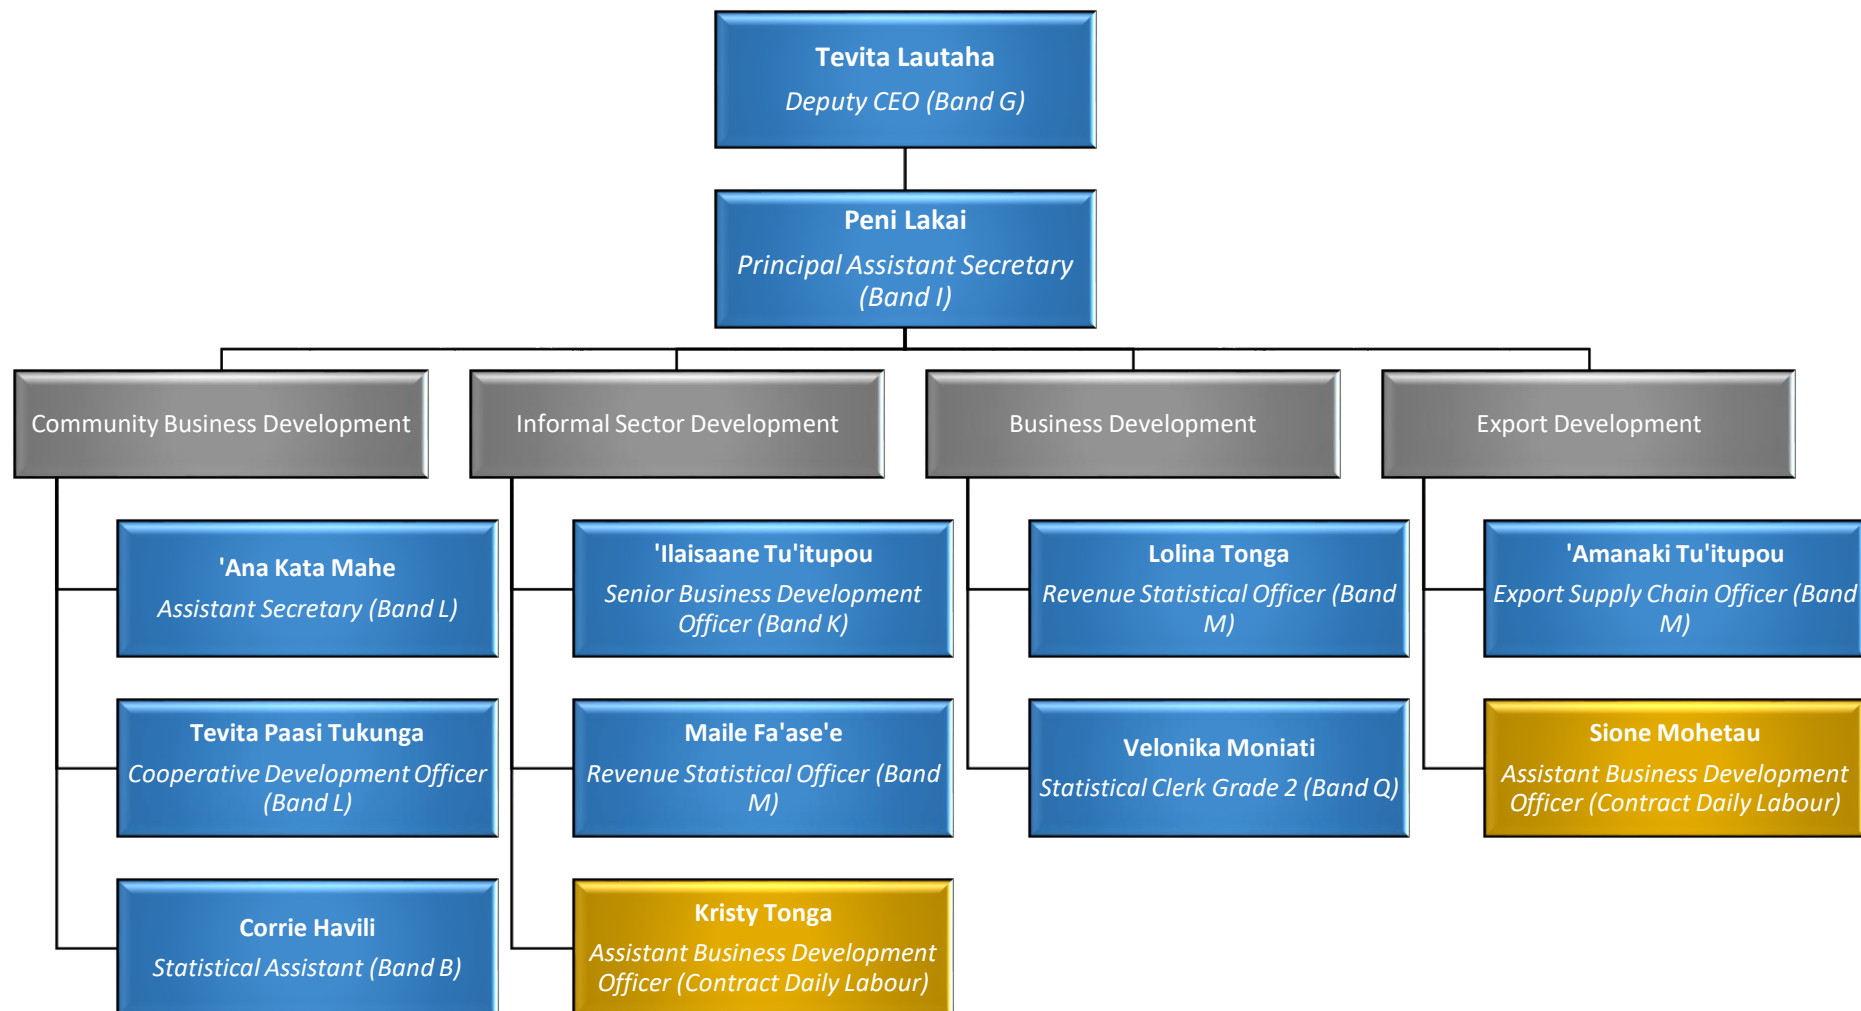 Tevita Lautaha
Deputy CEO (Band G)
Peni Lakai
Principal Assistant Secretary
(Band I)
Community Business Development
Informal Sector Development
Business Development
Export Development
'Ana Kata Mahe
Assistant Secretary (Band L)
Tevita Paasi Tukunga
Cooperative Development Officer
(Band L)
Corrie Havili
Statistical Assistant (Band B)
'Ilaisaane Tu'itupou
Senior Business Development
Officer (Band K)
Maile Fa'ase'e
Revenue Statistical Officer (Band
M)
Kristy Tonga
Assistant Business Development
Officer (Contract Daily Labour)
Lolina Tonga
Revenue Statistical Officer (Band
M)
Velonika Moniati
Statistical Clerk Grade 2 (Band Q)
'Amanaki Tu'itupou
Export Supply Chain Officer (Band
M)
Sione Mohetau
Assistant Business Development
Officer (Contract Daily Labour)